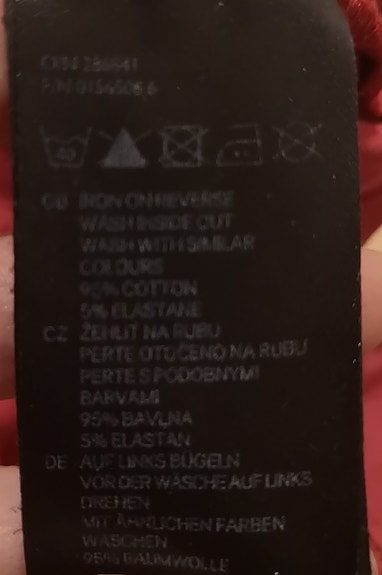 40
GB IRON ON REVERSE
WASH INSIDE OUT
WASH WITH SIMILAR
COLOURS
95% COTTON
5% ELASTANE
CZ ŽEHLIT NA RUBU
PERTE OTOČENO NA RUBU
PERTE S PODOBNÝMI
BARVAMI
95% BAVLNA
5% ELASTAN
DE AUF LINKS BÜGELN
VOR DER WÄSCHE AUF LINKS
DREHEN
MIT ÄHNLICHEN FARBEN
WASCHEN
95% BAUMWOLLE